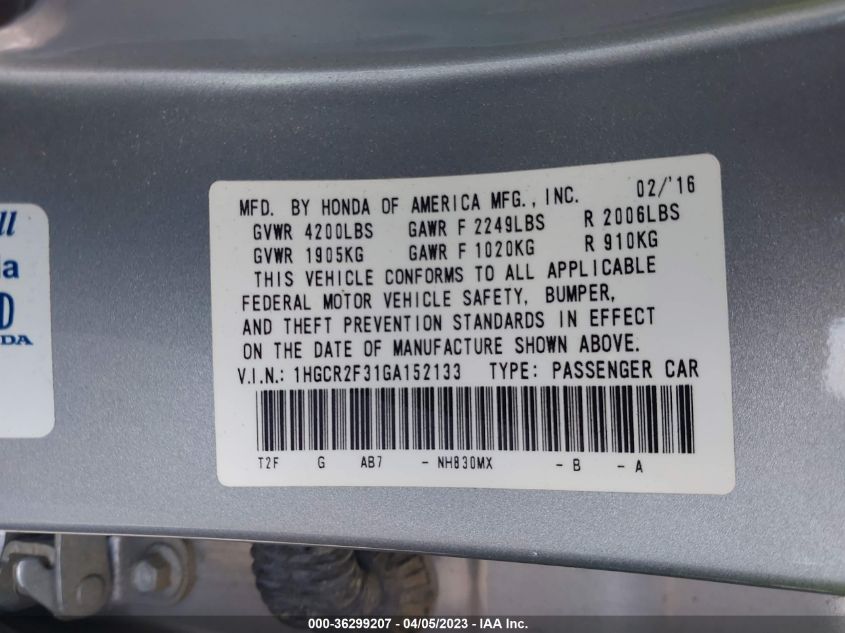 ll
a
D
DA
MFD. BY HONDA OF AMERICA MFG., INC. 02/'16
GVWR 4200LBS GAWR F 2249LBS R 2006LBS
GVWR 1905KG GAWR F 1020KG R 910KG
THIS VEHICLE CONFORMS TO ALL APPLICABLE
FEDERAL MOTOR VEHICLE SAFETY, BUMPER,
AND THEFT PREVENTION STANDARDS IN EFFECT
ON THE DATE OF MANUFACTURE SHOWN ABOVE.
V.I.N.: 1HGCR2F31GA152133 TYPE: PASSENGER CAR
T2F G AB7 - NH830MX - B - A
000-36299207 - 04/05/2023 - © IAA, Inc.